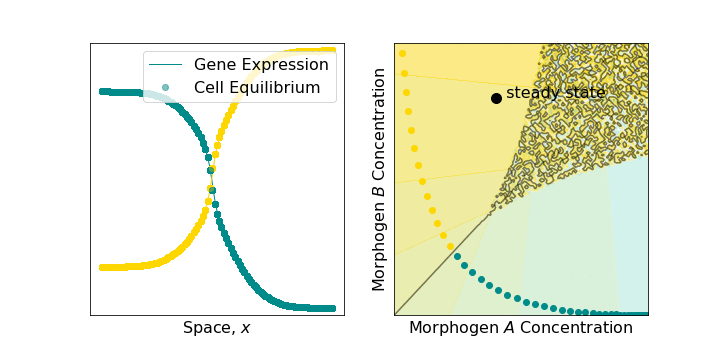 Gene Expression
Cell Equilibrium
Space, x
Morphogen B Concentration
steady state
Morphogen A Concentration